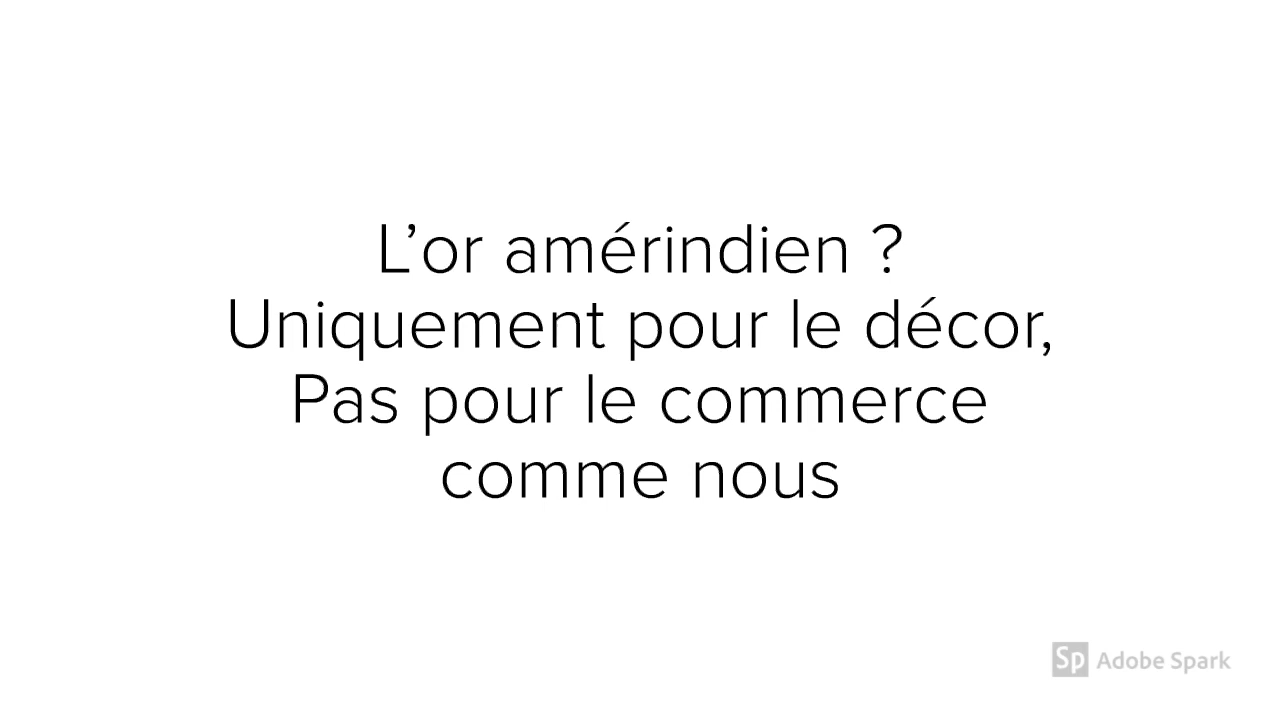 L’or amérindien ?
Uniquement pour le décor,
Pas pour le commerce
comme nous
Sp Adobe Spark